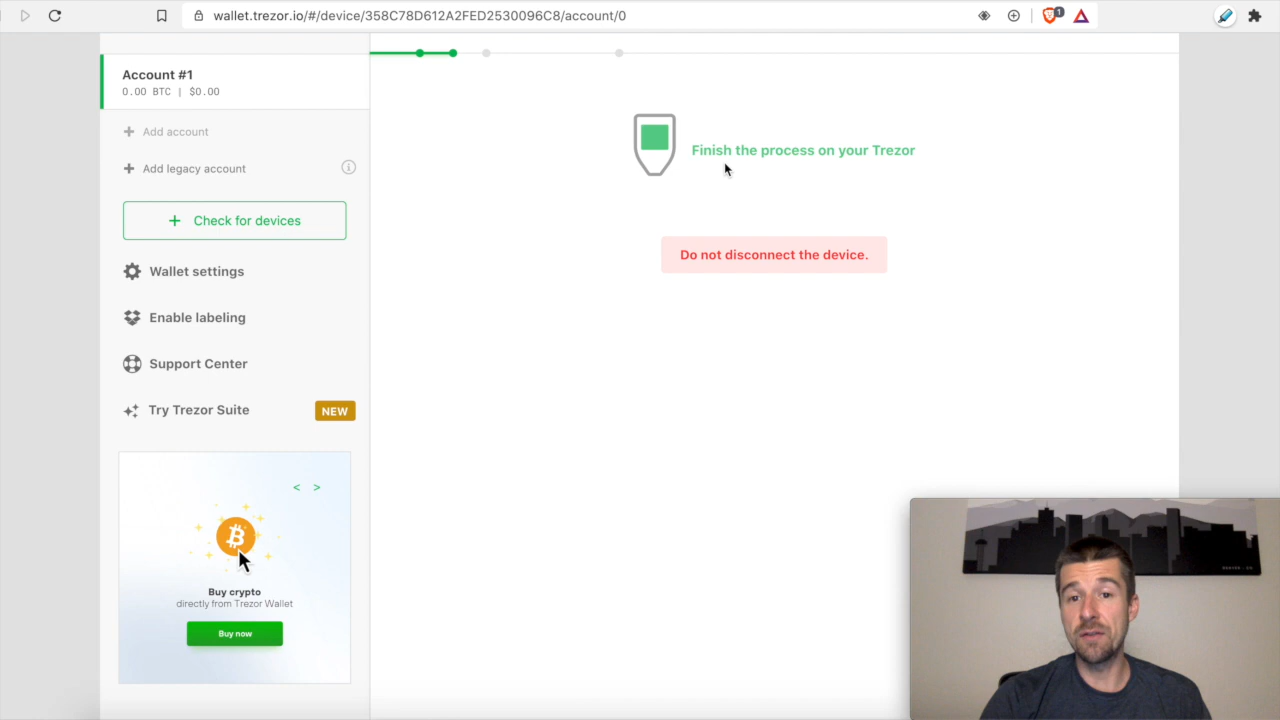 wallet.trezor.io/#/device/358C78D612A2FED2530096C8/account/0
1
Account #1
0.00 BTC | $0.00
Add account
Add legacy account
Check for devices
Wallet settings
Enable labeling
Support Center
Try Trezor Suite
NEW
< >
Buy crypto
directly from Trezor Wallet
Buy now
Finish the process on your Trezor
Do not disconnect the device.